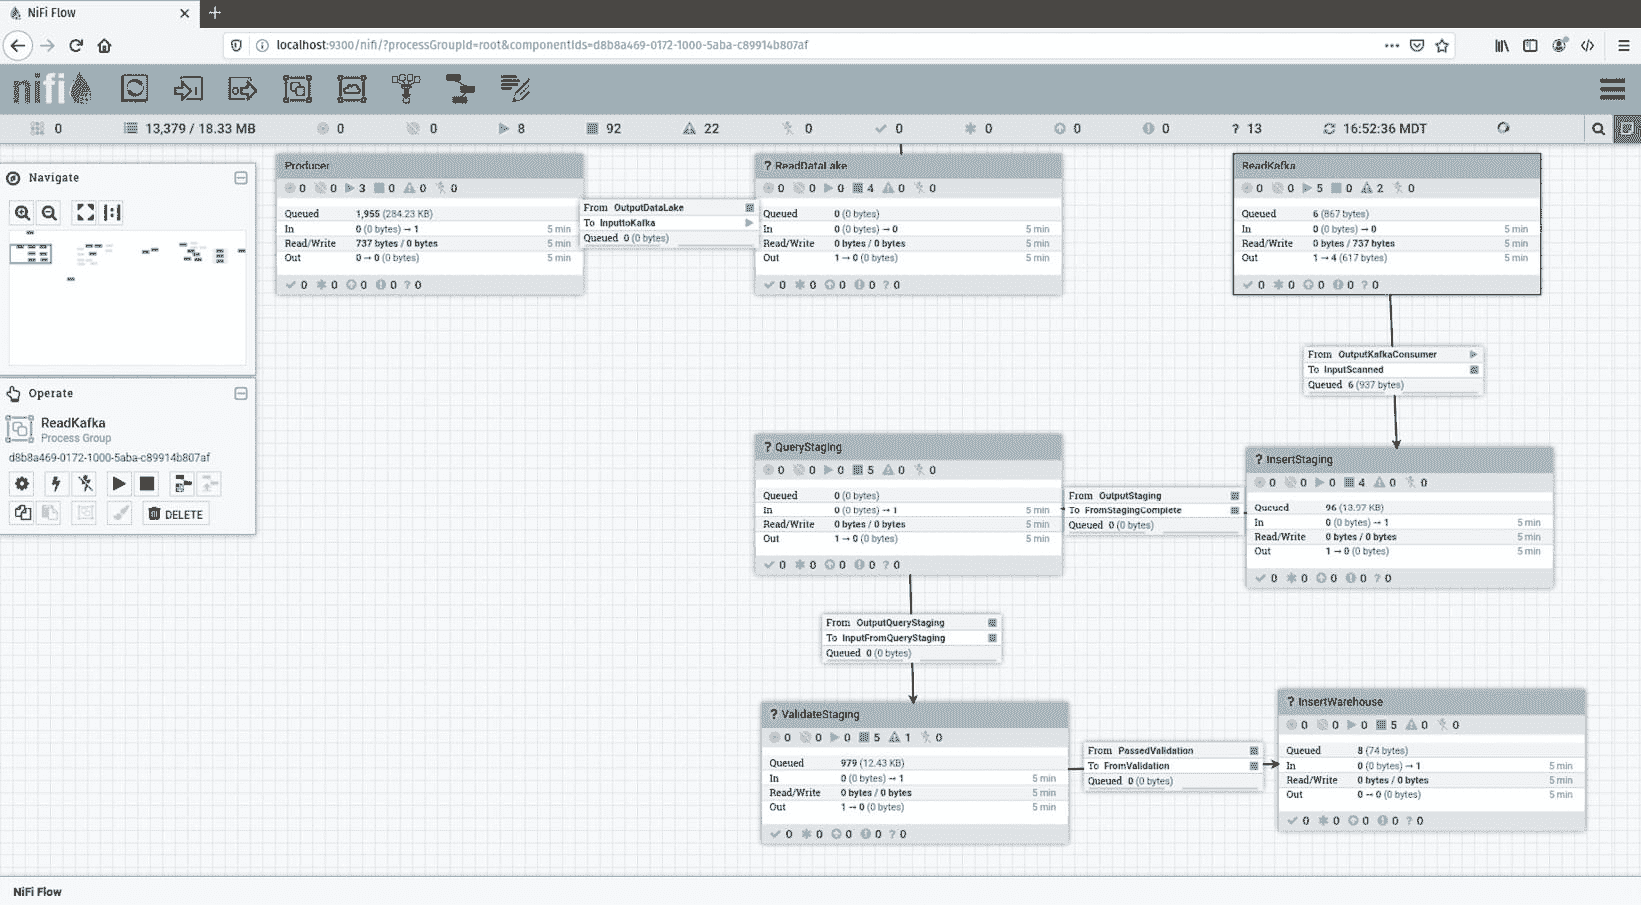 NiFi Flow
localhost:9300/nifi/?processGroupId=root&componentIds=d8b8a469-0172-1000-5aba-c89914b807af
nifi
0 13,379 / 18.33 MB 0 0 8 92 22 0 0 0 0 0 ? 13 16:52:36 MDT
Navigate
Operate
ReadKafka
Process Group
d8b8a469-0172-1000-5aba-c89914b807af
DELETE
Producer
0 0 3 0 0 0
Queued 1,955 (284.23 KB)
In 0 (0 bytes) → 1 5 min
Read/Write 737 bytes / 0 bytes 5 min
Out 0 → 0 (0 bytes) 5 min
0 0 0 0 ? 0
From OutputDataLake
To InputtoKafka
Queued 0 (0 bytes)
? ReadDataLake
0 0 0 4 0 0
Queued 0 (0 bytes)
In 0 (0 bytes) → 0 5 min
Read/Write 0 bytes / 0 bytes 5 min
Out 1 → 0 (0 bytes) 5 min
0 0 0 0 ? 0
ReadKafka
0 0 5 0 2 0
Queued 6 (867 bytes)
In 0 (0 bytes) → 0 5 min
Read/Write 0 bytes / 737 bytes 5 min
Out 1 → 4 (617 bytes) 5 min
0 0 0 0 ? 0
From OutputKafkaConsumer
To InputScanned
Queued 6 (937 bytes)
? QueryStaging
0 0 0 5 0 0
Queued 0 (0 bytes)
In 0 (0 bytes) → 1 5 min
Read/Write 0 bytes / 0 bytes 5 min
Out 1 → 0 (0 bytes) 5 min
0 0 0 0 ? 0
From OutputStaging
To FromStagingComplete
Queued 0 (0 bytes)
? InsertStaging
0 0 0 4 0 0
Queued 96 (13.97 KB)
In 0 (0 bytes) → 1 5 min
Read/Write 0 bytes / 0 bytes 5 min
Out 1 → 0 (0 bytes) 5 min
0 0 0 0 ? 0
From OutputQueryStaging
To InputFromQueryStaging
Queued 0 (0 bytes)
? ValidateStaging
0 0 0 5 1 0
Queued 979 (12.43 KB)
In 0 (0 bytes) → 1 5 min
Read/Write 0 bytes / 0 bytes 5 min
Out 1 → 0 (0 bytes) 5 min
0 0 0 0 ? 0
From PassedValidation
To FromValidation
Queued 0 (0 bytes)
? InsertWarehouse
0 0 0 5 0 0
Queued 8 (74 bytes)
In 0 (0 bytes) → 1 5 min
Read/Write 0 bytes / 0 bytes 5 min
Out 0 → 0 (0 bytes) 5 min
0 0 0 0 ? 0
NiFi Flow